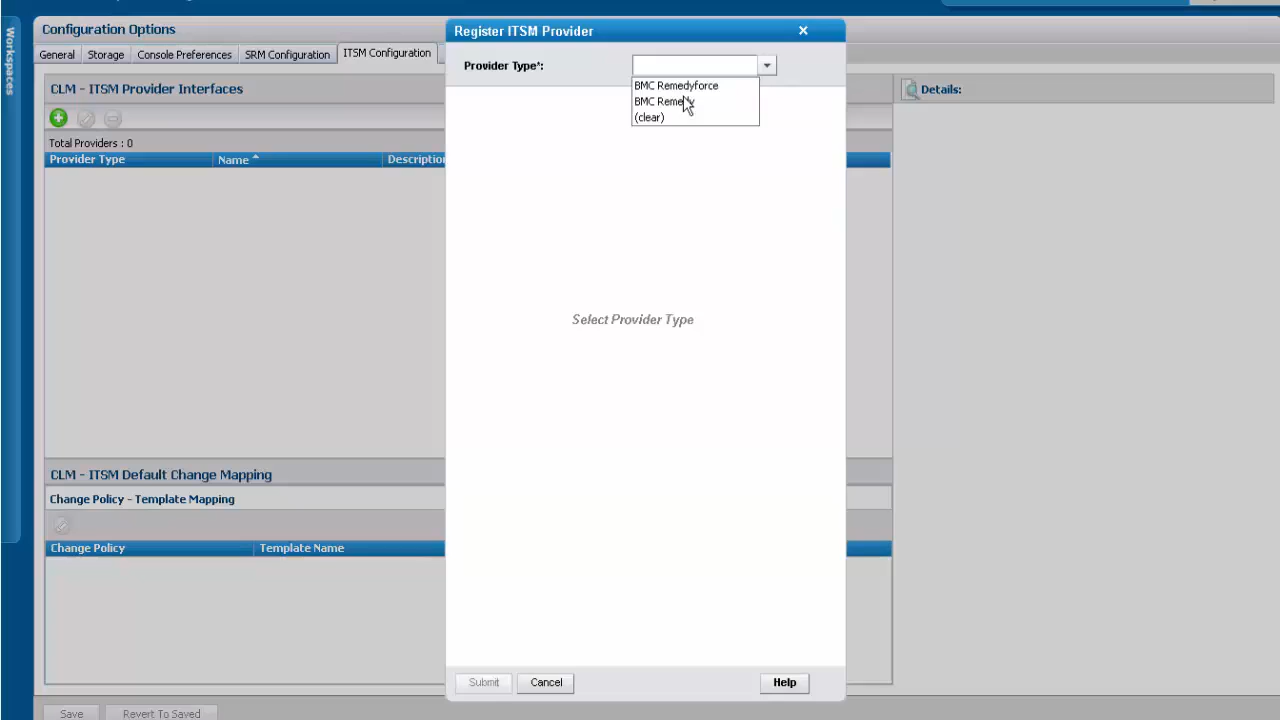 Workspaces
Configuration Options
General
Storage
Console Preferences
SRM Configuration
ITSM Configuration
CLM - ITSM Provider Interfaces
Total Providers : 0
Provider Type
Name
Register ITSM Provider
Provider Type*:
BMC Remedyforce
BMC
(clear)
Select Provider Type
Submit
Cancel
Help
Details:
CLM - ITSM Default Change Mapping
Change Policy - Template Mapping
Change Policy
Template Name
Save
Revert To Saved